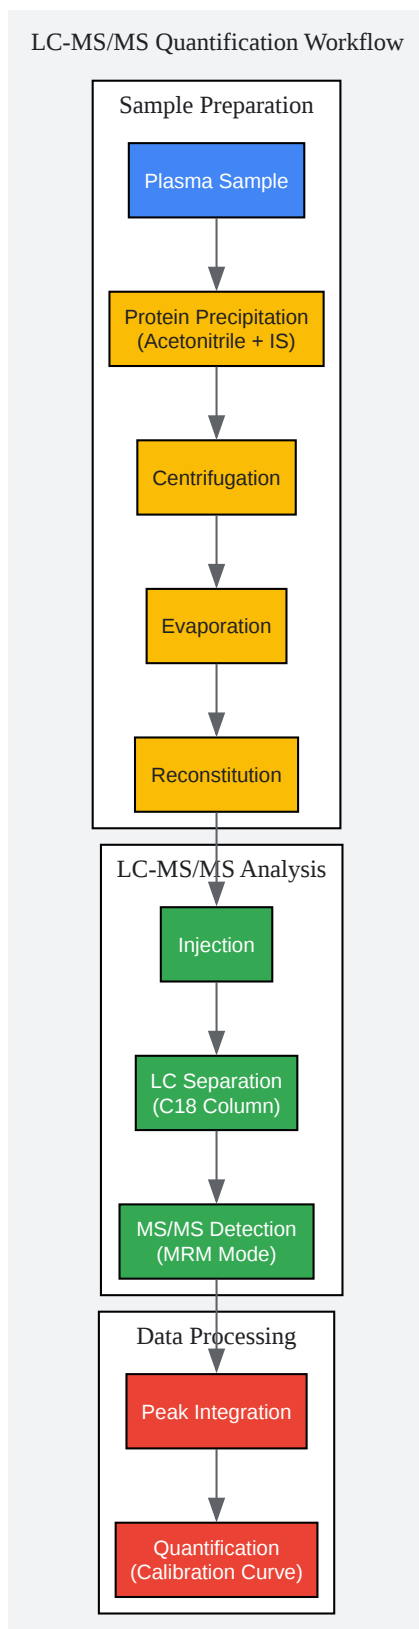 LC-MS/MS Quantification Workflow
Sample Preparation
Plasma Sample
Protein Precipitation
(Acetonitrile + IS)
Centrifugation
Evaporation
Reconstitution
LC-MS/MS Analysis
Injection
LC Separation
(C18 Column)
MS/MS Detection
(MRM Mode)
Data Processing
Peak Integration
Quantification
(Calibration Curve)